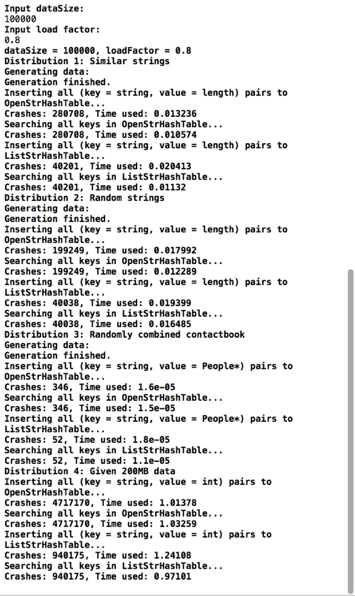 Input dataSize:
100000
Input load factor:
0.8
dataSize = 100000, loadFactor = 0.8
Distribution 1: Similar strings
Generating data:
Generation finished.
Inserting all (key = string, value = length) pairs to
OpenStrHashTable...
Crashes: 280708, Time used: 0.013236
Searching all keys in OpenStrHashTable...
Crashes: 280708, Time used: 0.010574
Inserting all (key = string, value = length) pairs to
ListStrHashTable...
Crashes: 40201, Time used: 0.020413
Searching all keys in ListStrHashTable...
Crashes: 40201, Time used: 0.01132
Distribution 2: Random strings
Generating data:
Generation finished.
Inserting all (key = string, value = length) pairs to
OpenStrHashTable...
Crashes: 199249, Time used: 0.017992
Searching all keys in OpenStrHashTable...
Crashes: 199249, Time used: 0.012289
Inserting all (key = string, value = length) pairs to
ListStrHashTable...
Crashes: 40038, Time used: 0.019399
Searching all keys in ListStrHashTable...
Crashes: 40038, Time used: 0.016485
Distribution 3: Randomly combined contactbook
Generating data:
Generation finished.
Inserting all (key = string, value = People*) pairs to
OpenStrHashTable...
Crashes: 346, Time used: 1.6e-05
Searching all keys in OpenStrHashTable...
Crashes: 346, Time used: 1.5e-05
Inserting all (key = string, value = People*) pairs to
ListStrHashTable...
Crashes: 52, Time used: 1.8e-05
Searching all keys in ListStrHashTable...
Crashes: 52, Time used: 1.1e-05
Distribution 4: Given 200MB data
Inserting all (key = string, value = int) pairs to
OpenStrHashTable...
Crashes: 4717170, Time used: 1.01378
Searching all keys in OpenStrHashTable...
Crashes: 4717170, Time used: 1.03259
Inserting all (key = string, value = int) pairs to
ListStrHashTable...
Crashes: 940175, Time used: 1.24108
Searching all keys in ListStrHashTable...
Crashes: 940175, Time used: 0.97101